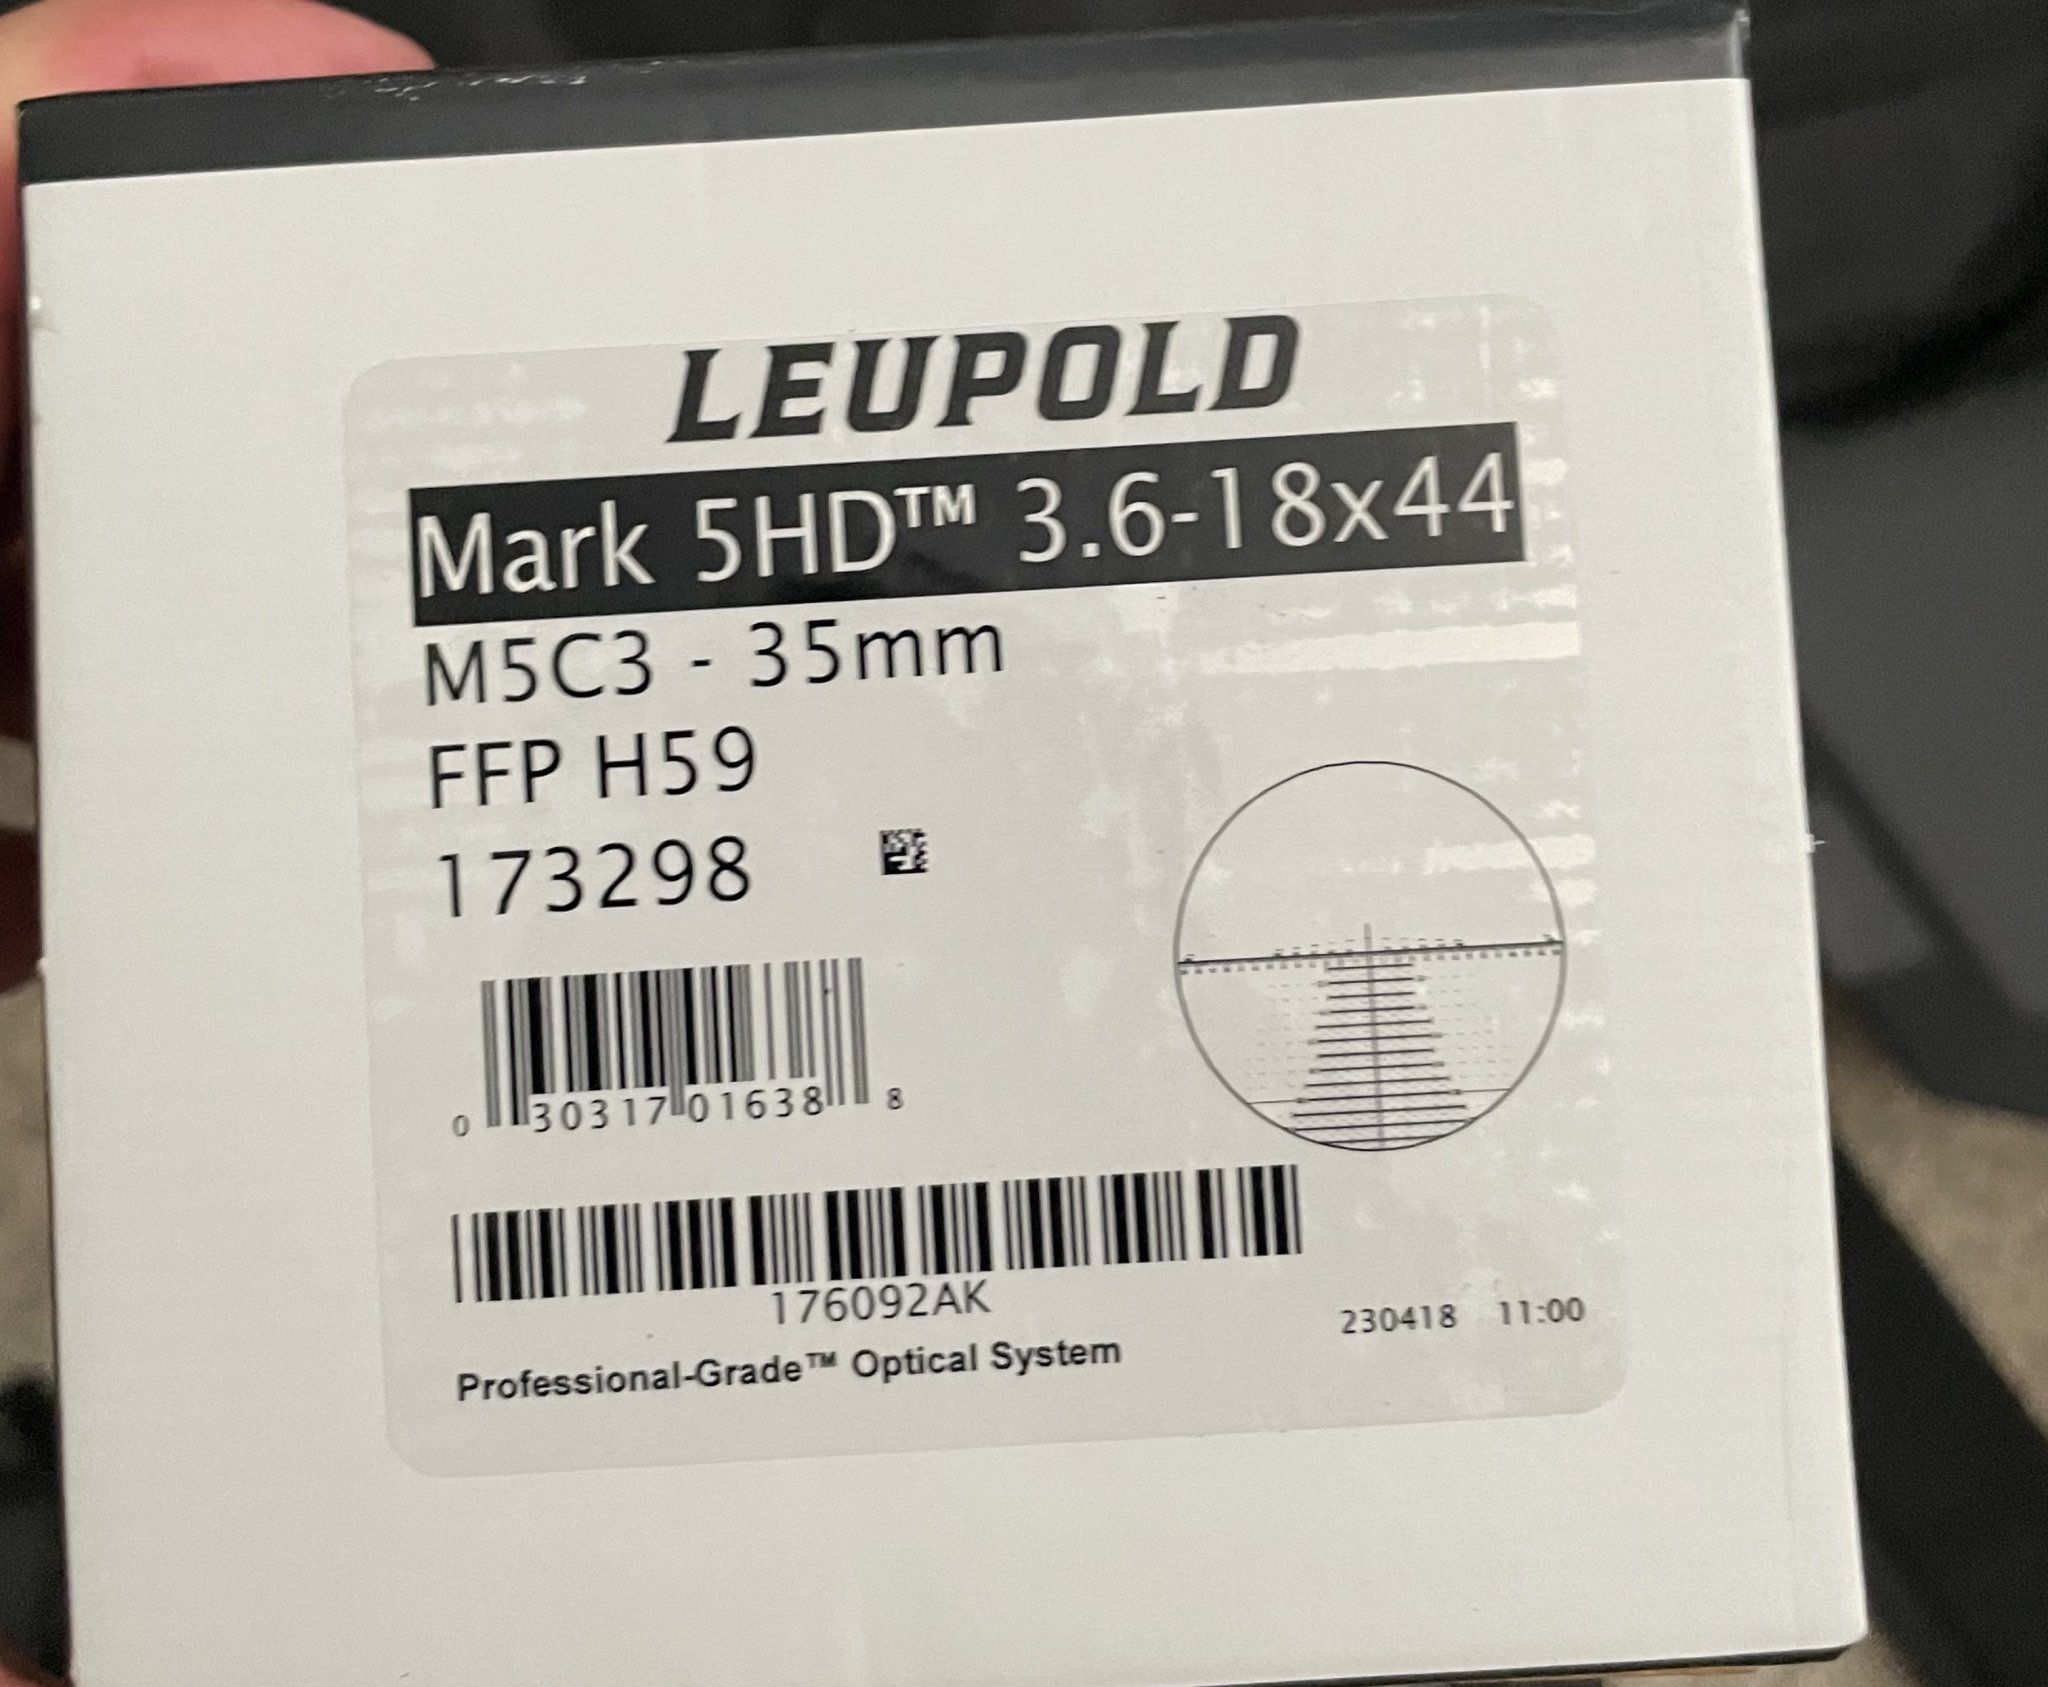 LEUPOLD
Mark 5HD™ 3.6-18x44
M5C3 - 35mm
FFP H59
173298
0 30317 01638 8
176092AK
230418 11:00
Professional-Grade™ Optical System